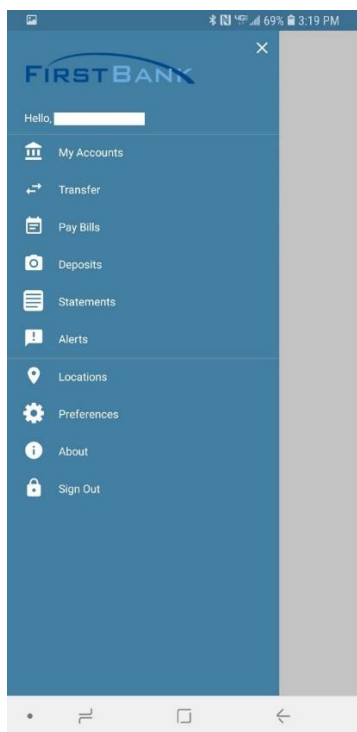 69% 3:19 PM
FIRSTBANK
Hello,
My Accounts
Transfer
Pay Bills
Deposits
Statements
Alerts
Locations
Preferences
About
Sign Out